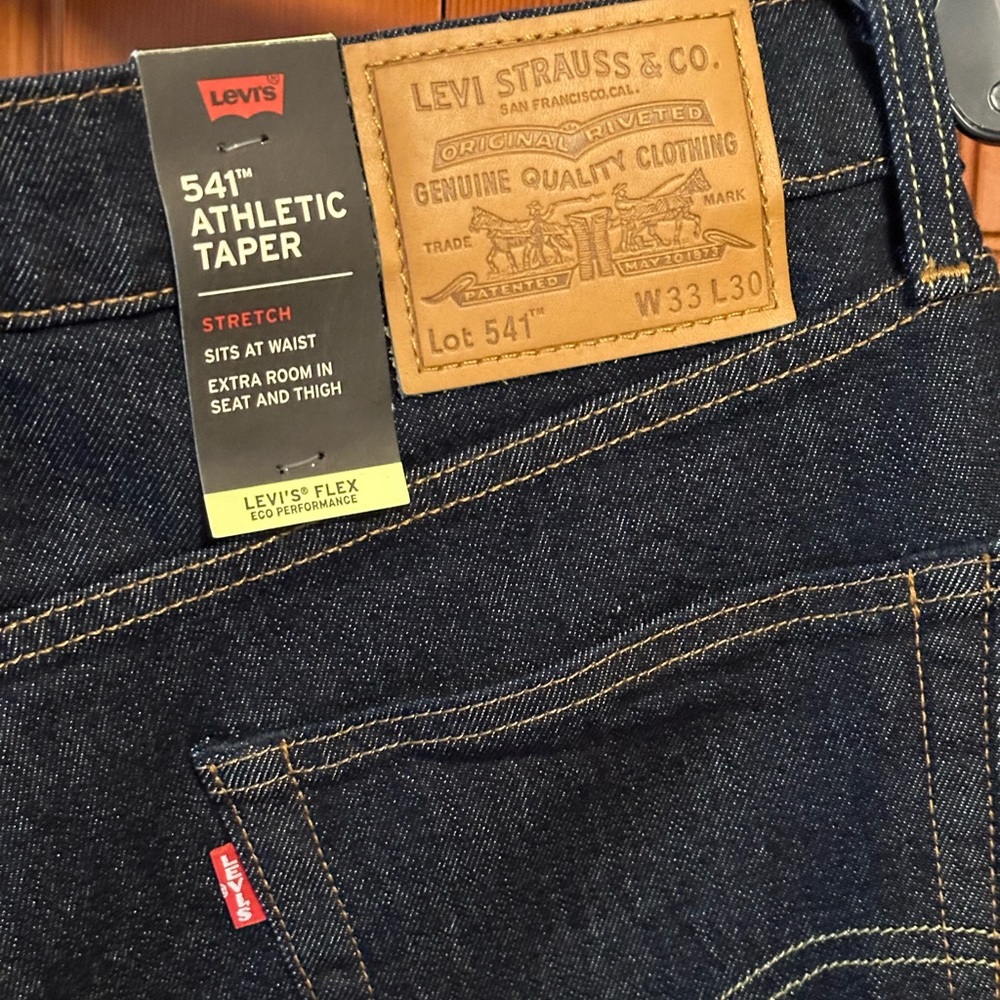 Levi's®
541™
ATHLETIC
TAPER
STRETCH
SITS AT WAIST
EXTRA ROOM IN
SEAT AND THIGH
LEVI'S® FLEX
ECO PERFORMANCE
LEVI STRAUSS & CO.
SAN FRANCISCO, CAL.
ORIGINAL RIVETED
GENUINE QUALITY CLOTHING
TRADE MARK
PATENTED MAY 20 1873
Lot 541™ W33 L30
LEVI'S®